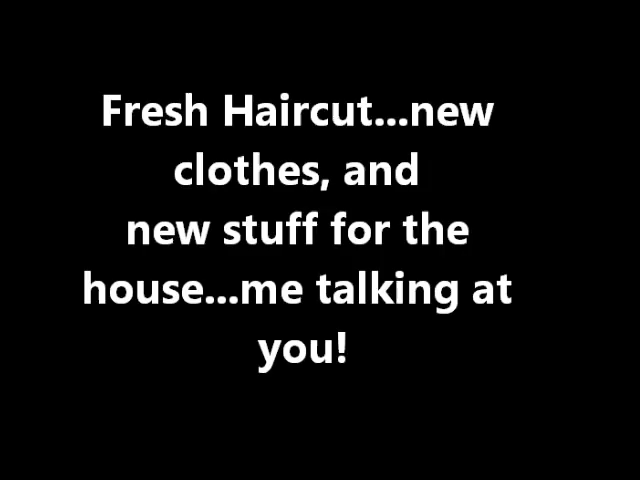 Fresh Haircut...new
clothes, and
new stuff for the
house...me talking at
you!